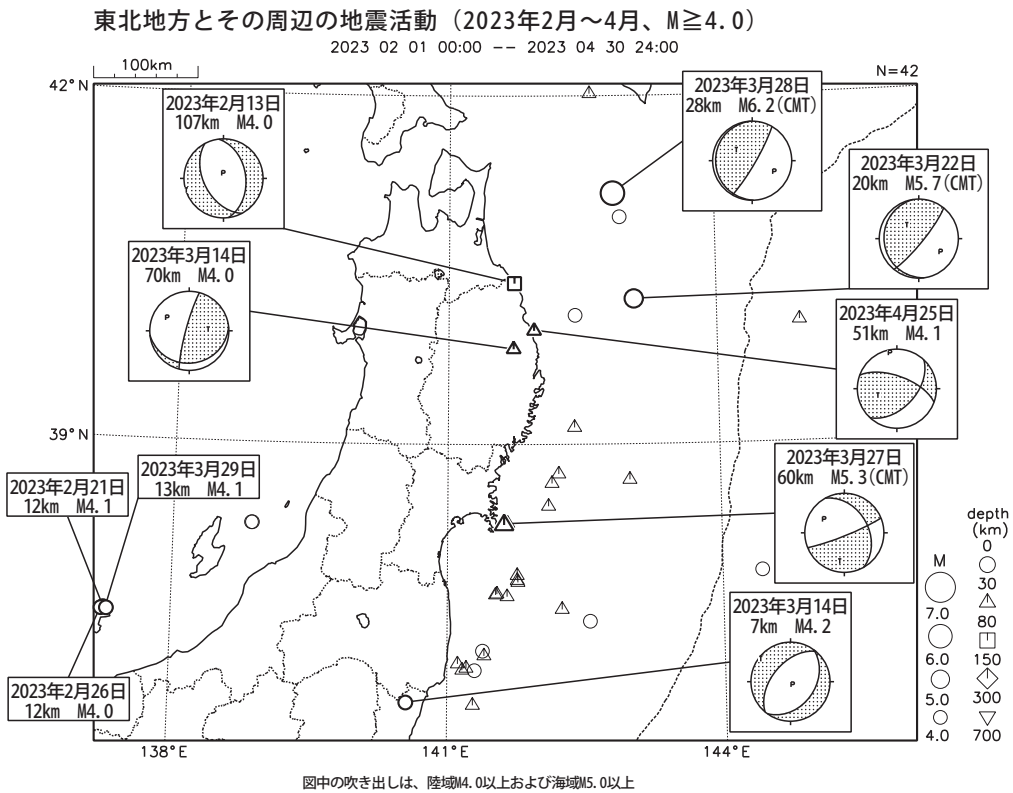 東北地方とその周辺の地震活動（2023年2月～4月、M≧4.0）
2023 02 01 00:00 -- 2023 04 30 24:00
100km
N=42
42°N
2023年2月13日
107km M4.0
P
2023年3月28日
28km M6.2(CMT)
T
P
2023年3月22日
20km M5.7(CMT)
T
P
2023年3月14日
70km M4.0
P
T
2023年4月25日
51km M4.1
P
T
39°N
2023年3月27日
60km M5.3(CMT)
P
T
2023年3月29日
13km M4.1
2023年2月21日
12km M4.1
2023年3月14日
7km M4.2
T
P
2023年2月26日
12km M4.0
depth
(km)
0
30
80
150
300
700
M
7.0
6.0
5.0
4.0
138°E
141°E
144°E
図中の吹き出しは、陸域M4.0以上および海域M5.0以上